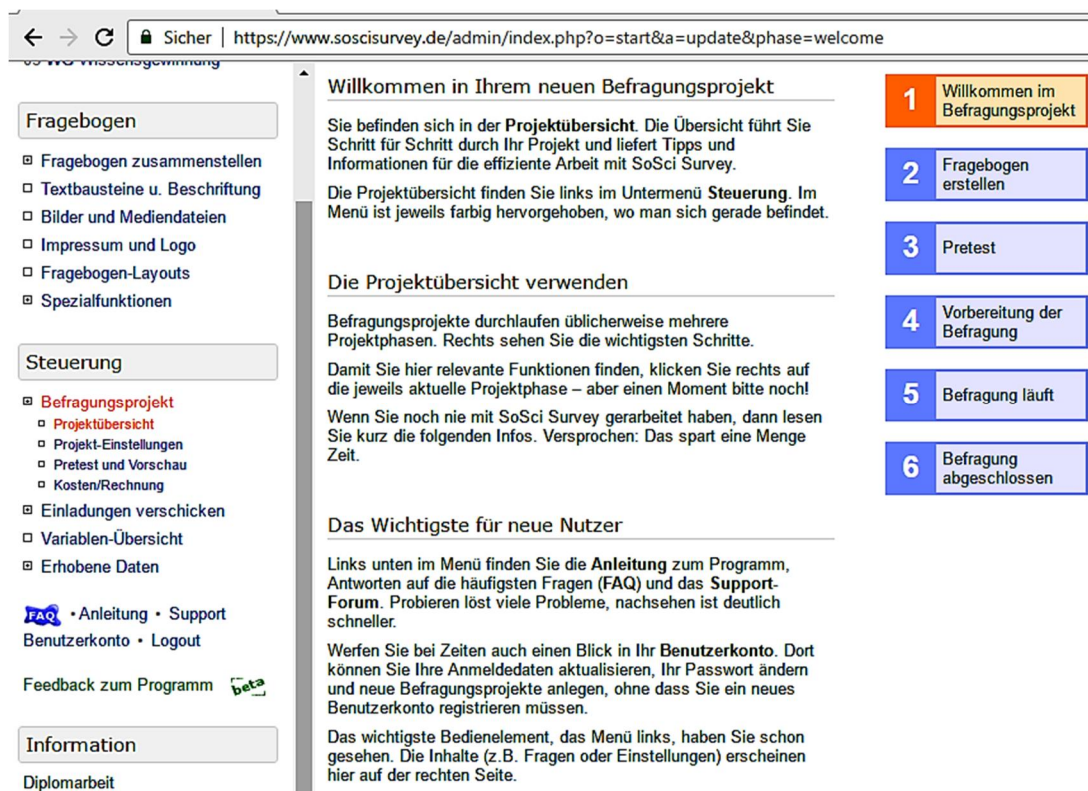 Sicher | https://www.soscisurvey.de/admin/index.php?o=start&a=update&phase=welcome
Fragebogen
Fragebogen zusammenstellen
Textbausteine u. Beschriftung
Bilder und Mediendateien
Impressum und Logo
Fragebogen-Layouts
Spezialfunktionen
Steuerung
Befragungsprojekt
Projektübersicht
Projekt-Einstellungen
Pretest und Vorschau
Kosten/Rechnung
Einladungen verschicken
Variablen-Übersicht
Erhobene Daten
FAQ • Anleitung • Support
Benutzerkonto • Logout
Feedback zum Programm beta
Information
Diplomarbeit
Willkommen in Ihrem neuen Befragungsprojekt
Sie befinden sich in der Projektübersicht. Die Übersicht führt Sie
Schritt für Schritt durch Ihr Projekt und liefert Tipps und
Informationen für die effiziente Arbeit mit SoSci Survey.
Die Projektübersicht finden Sie links im Untermenü Steuerung. Im
Menü ist jeweils farbig hervorgehoben, wo man sich gerade befindet.
Die Projektübersicht verwenden
Befragungsprojekte durchlaufen üblicherweise mehrere
Projektphasen. Rechts sehen Sie die wichtigsten Schritte.
Damit Sie hier relevante Funktionen finden, klicken Sie rechts auf
die jeweils aktuelle Projektphase – aber einen Moment bitte noch!
Wenn Sie noch nie mit SoSci Survey gerarbeitet haben, dann lesen
Sie kurz die folgenden Infos. Versprochen: Das spart eine Menge
Zeit.
Das Wichtigste für neue Nutzer
Links unten im Menü finden Sie die Anleitung zum Programm,
Antworten auf die häufigsten Fragen (FAQ) und das Support-
Forum. Probieren löst viele Probleme, nachsehen ist deutlich
schneller.
Werfen Sie bei Zeiten auch einen Blick in Ihr Benutzerkonto. Dort
können Sie Ihre Anmeldedaten aktualisieren, Ihr Passwort ändern
und neue Befragungsprojekte anlegen, ohne dass Sie ein neues
Benutzerkonto registrieren müssen.
Das wichtigste Bedienelement, das Menü links, haben Sie schon
gesehen. Die Inhalte (z.B. Fragen oder Einstellungen) erscheinen
hier auf der rechten Seite.
1 Willkommen im
Befragungsprojekt
2 Fragebogen
erstellen
3 Pretest
4 Vorbereitung der
Befragung
5 Befragung läuft
6 Befragung
abgeschlossen